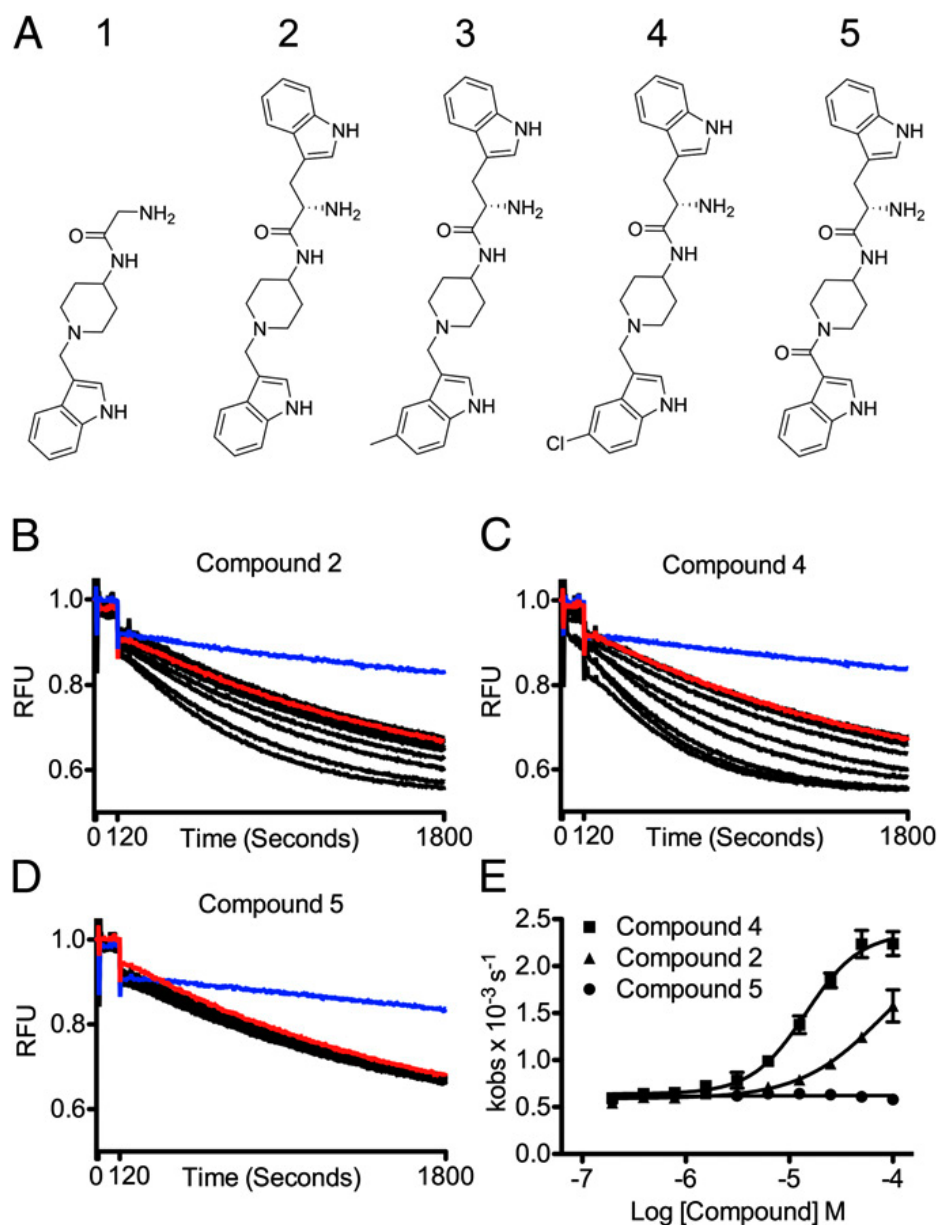 A
1 2 3 4 5
NH
NH2
O
NH
N
NH
NH
NH2
O
NH
N
NH
NH
NH2
O
NH
N
NH
NH
NH2
O
NH
N
Cl
NH
NH
NH2
O
NH
N
O
NH
B
Compound 2
RFU
1.0
0.8
0.6
0 120 1800
Time (Seconds)
C
Compound 4
RFU
1.0
0.8
0.6
0 120 1800
Time (Seconds)
D
Compound 5
RFU
1.0
0.8
0.6
0 120 1800
Time (Seconds)
E
Compound 4
Compound 2
Compound 5
kobs x 10-3 s-1
2.5
2.0
1.5
1.0
0.5
0.0
-7 -6 -5 -4
Log [Compound] M